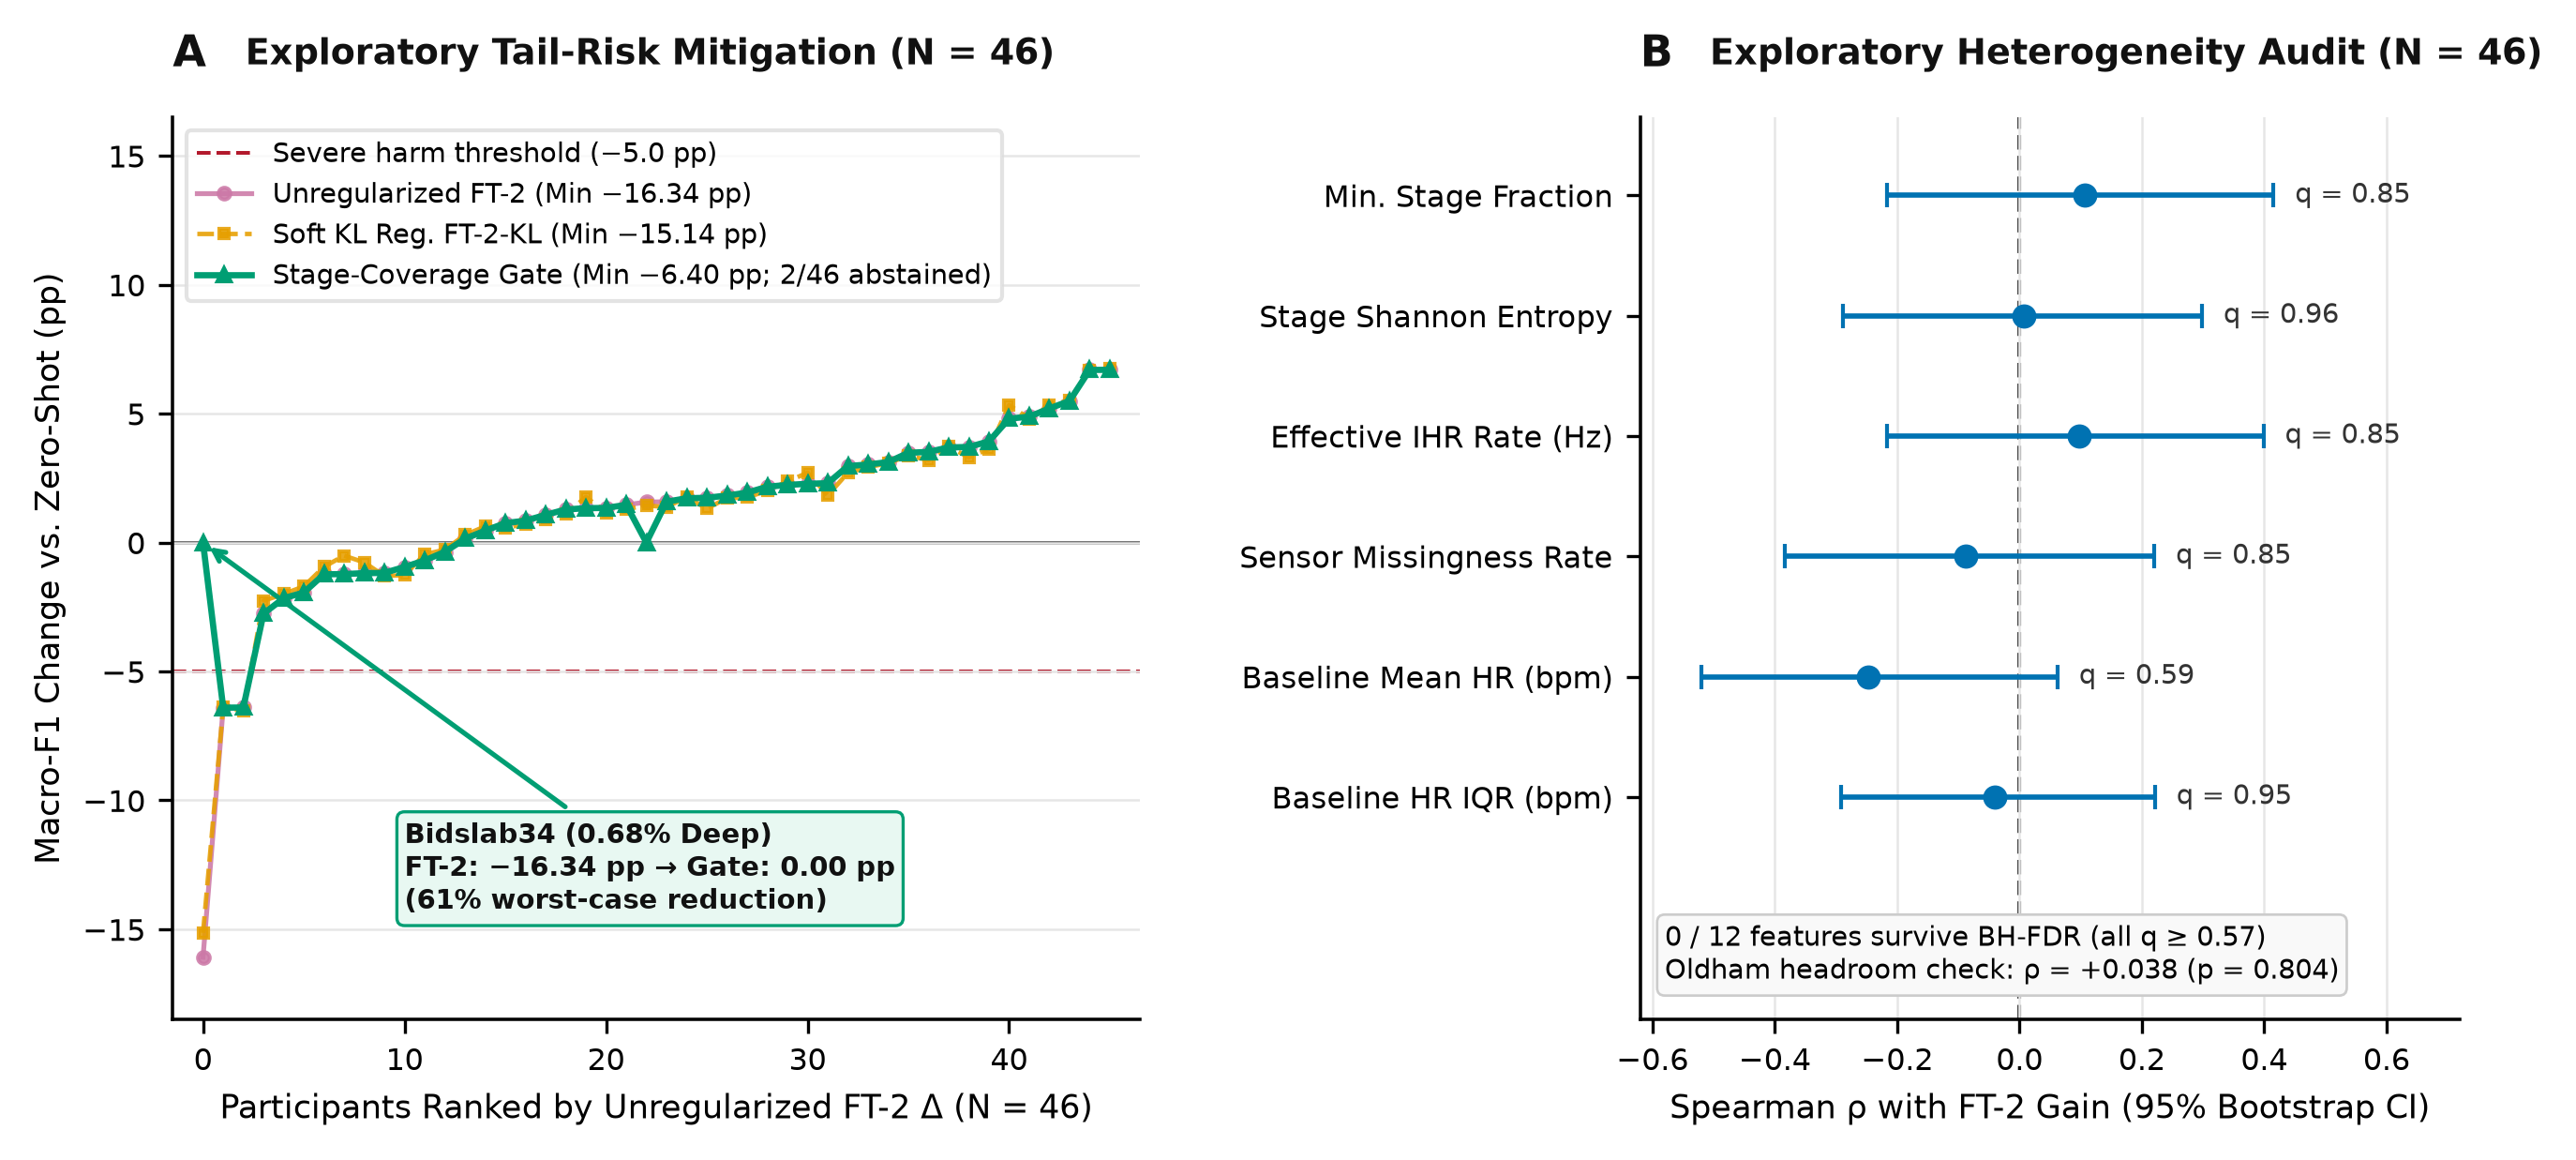 A Exploratory Tail-Risk Mitigation (N = 46)
Macro-F1 Change vs. Zero-Shot (pp)
15
10
5
0
−5
−10
−15
Severe harm threshold (−5.0 pp)
Unregularized FT-2 (Min −16.34 pp)
Soft KL Reg. FT-2-KL (Min −15.14 pp)
Stage-Coverage Gate (Min −6.40 pp; 2/46 abstained)
Bidslab34 (0.68% Deep)
FT-2: −16.34 pp → Gate: 0.00 pp
(61% worst-case reduction)
0 10 20 30 40
Participants Ranked by Unregularized FT-2 Δ (N = 46)
B Exploratory Heterogeneity Audit (N = 46)
Min. Stage Fraction q = 0.85
Stage Shannon Entropy q = 0.96
Effective IHR Rate (Hz) q = 0.85
Sensor Missingness Rate q = 0.85
Baseline Mean HR (bpm) q = 0.59
Baseline HR IQR (bpm) q = 0.95
0 / 12 features survive BH-FDR (all q ≥ 0.57)
Oldham headroom check: ρ = +0.038 (p = 0.804)
−0.6 −0.4 −0.2 0.0 0.2 0.4 0.6
Spearman ρ with FT-2 Gain (95% Bootstrap CI)